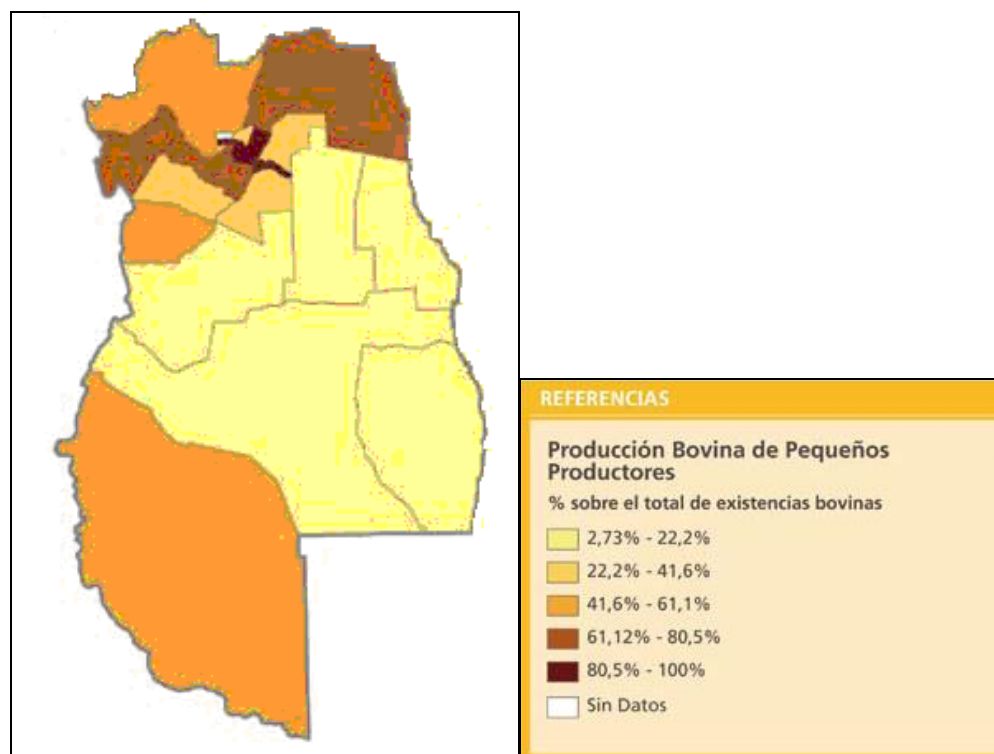 REFERENCIAS
Producción Bovina de Pequeños
Productores
% sobre el total de existencias bovinas
2,73% - 22,2%
22,2% - 41,6%
41,6% - 61,1%
61,12% - 80,5%
80,5% - 100%
Sin Datos